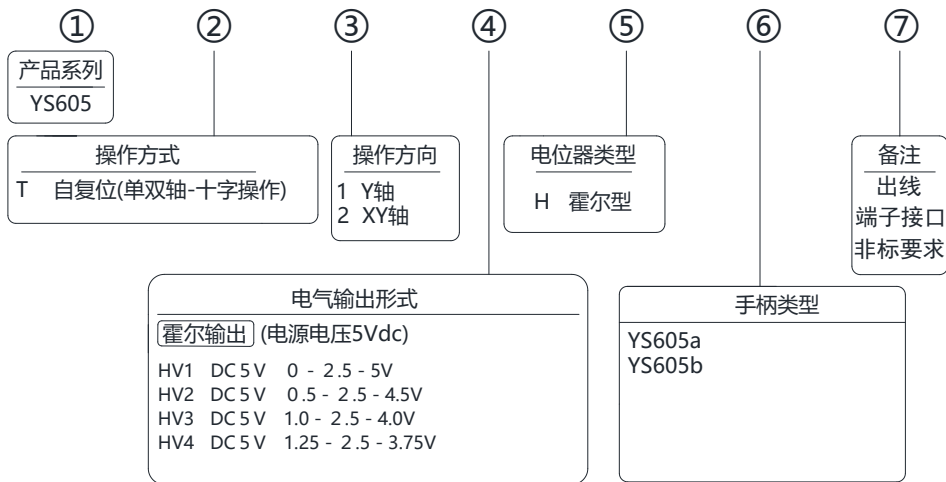 ① ② ③ ④ ⑤ ⑥ ⑦
产品系列
YS605
操作方式
T 自复位(单双轴-十字操作)
操作方向
1 Y轴
2 XY轴
电位器类型
H 霍尔型
备注
出线
端子接口
非标要求
电气输出形式
霍尔输出 (电源电压5Vdc)
HV1 DC 5 V 0 - 2.5 - 5V
HV2 DC 5 V 0.5 - 2.5 - 4.5V
HV3 DC 5 V 1.0 - 2.5 - 4.0V
HV4 DC 5 V 1.25 - 2.5 - 3.75V
手柄类型
YS605a
YS605b